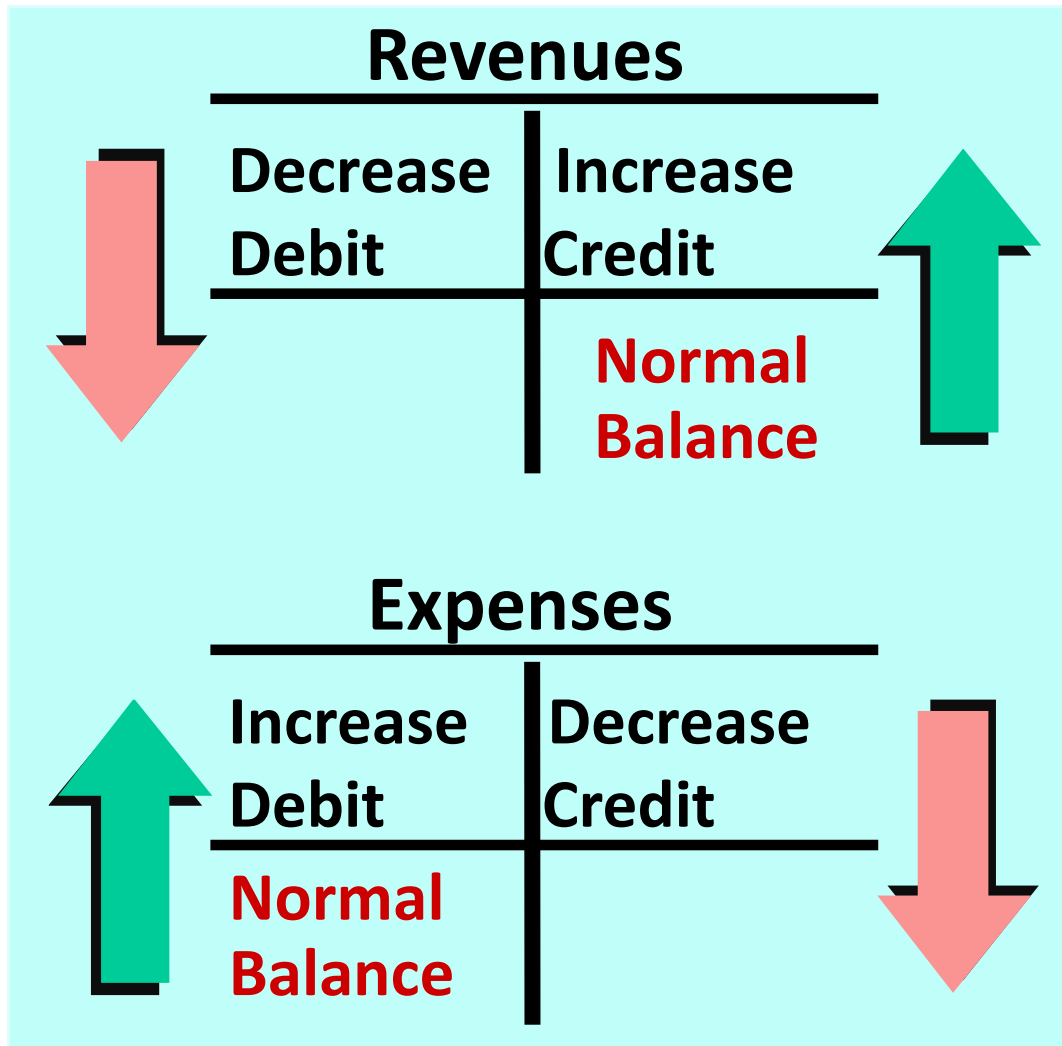 Revenues
Decrease Increase
Debit Credit
Normal
Balance
Expenses
Increase Decrease
Debit Credit
Normal
Balance